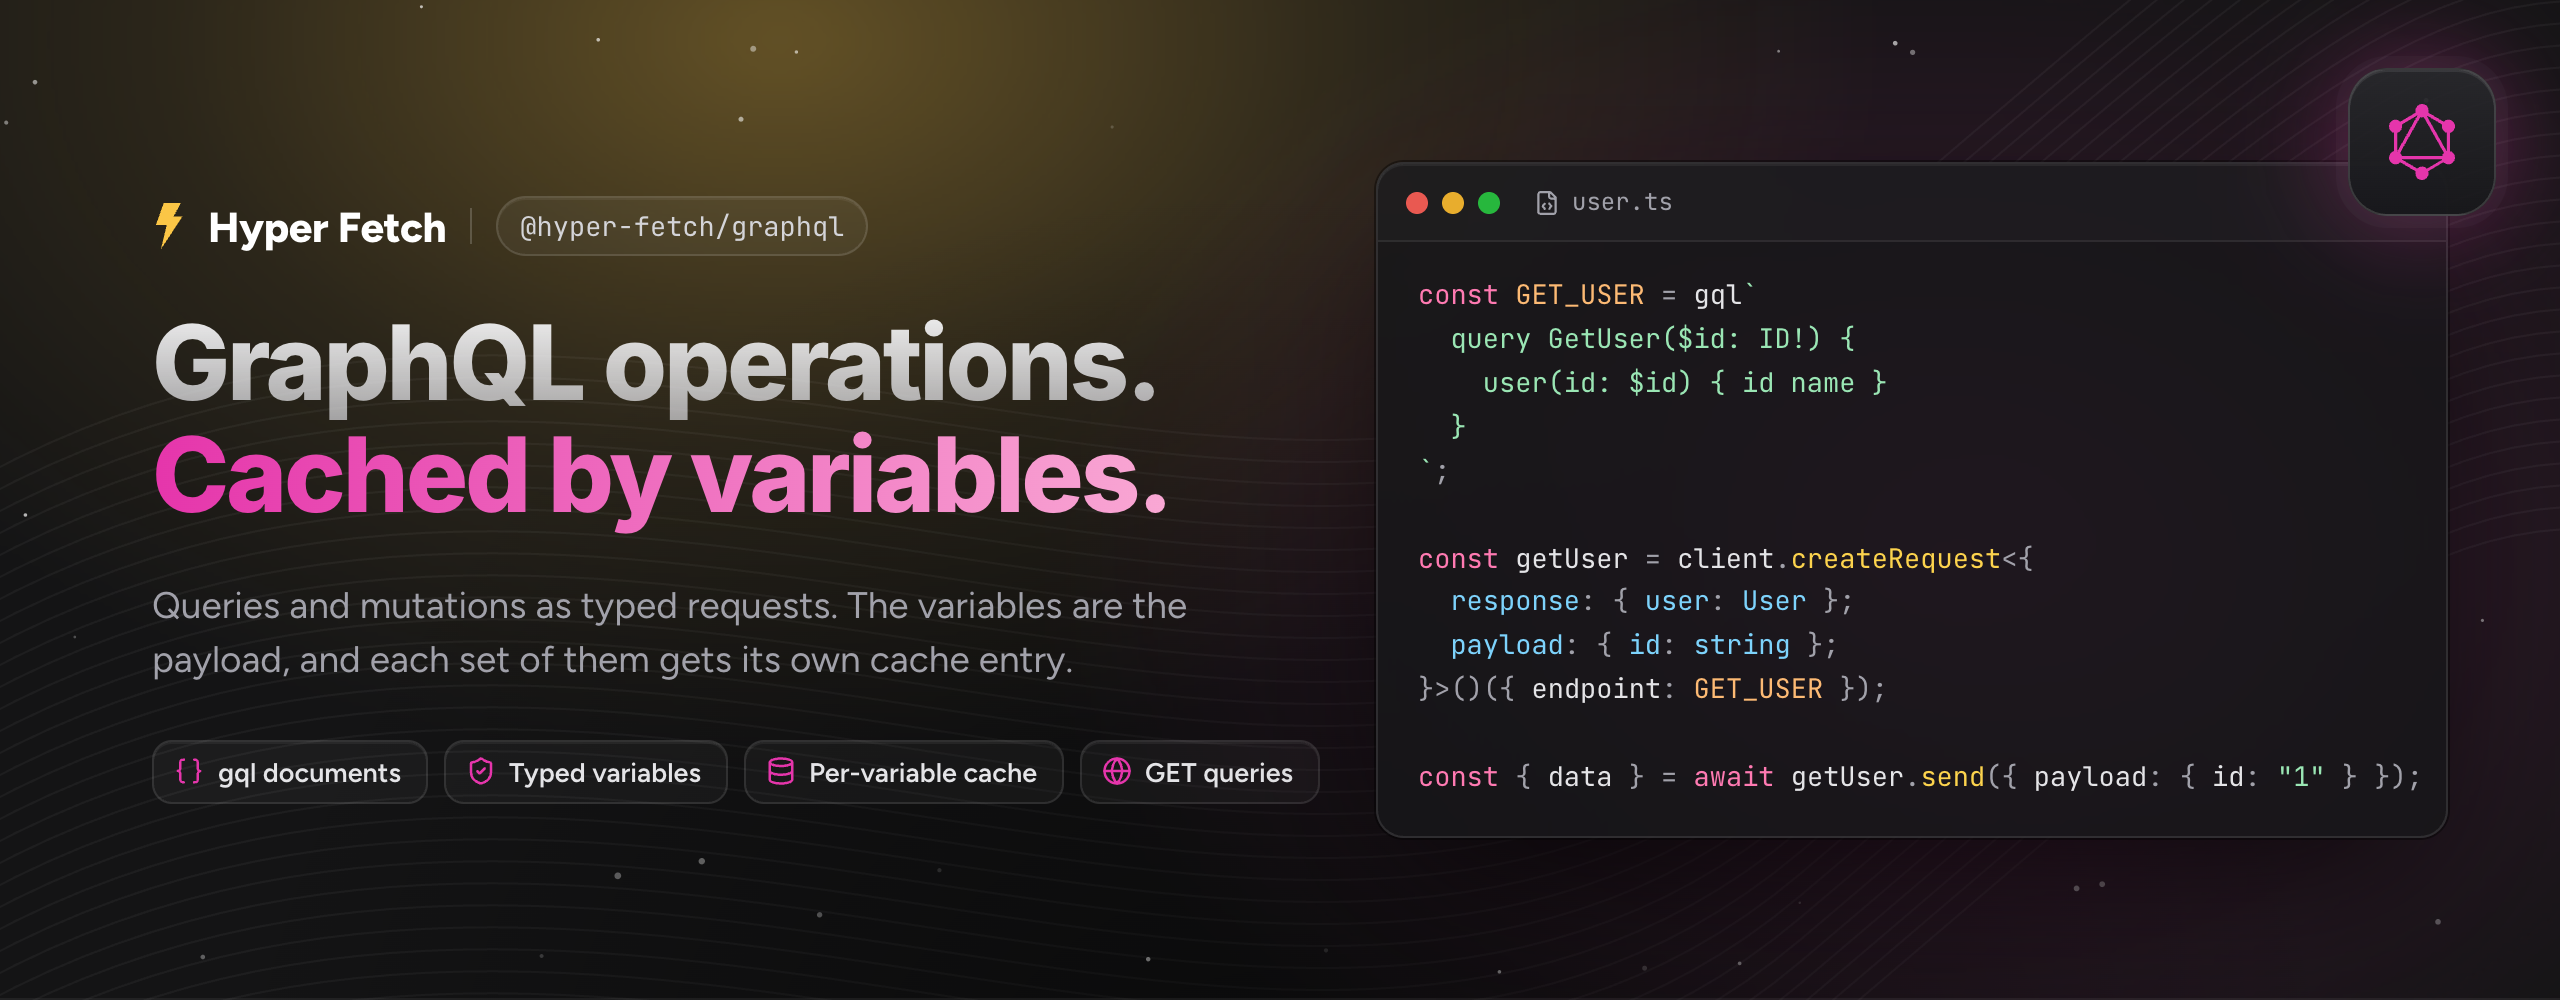 Hyper Fetch
@hyper-fetch/graphql
GraphQL operations.
Cached by variables.
Queries and mutations as typed requests. The variables are the
payload, and each set of them gets its own cache entry.
gql documents
Typed variables
Per-variable cache
GET queries
user.ts
const GET_USER = gql`
  query GetUser($id: ID!) {
    user(id: $id) { id name }
  }
`;
const getUser = client.createRequest<{
  response: { user: User };
  payload: { id: string };
}>()({ endpoint: GET_USER });
const { data } = await getUser.send({ payload: { id: "1" } });